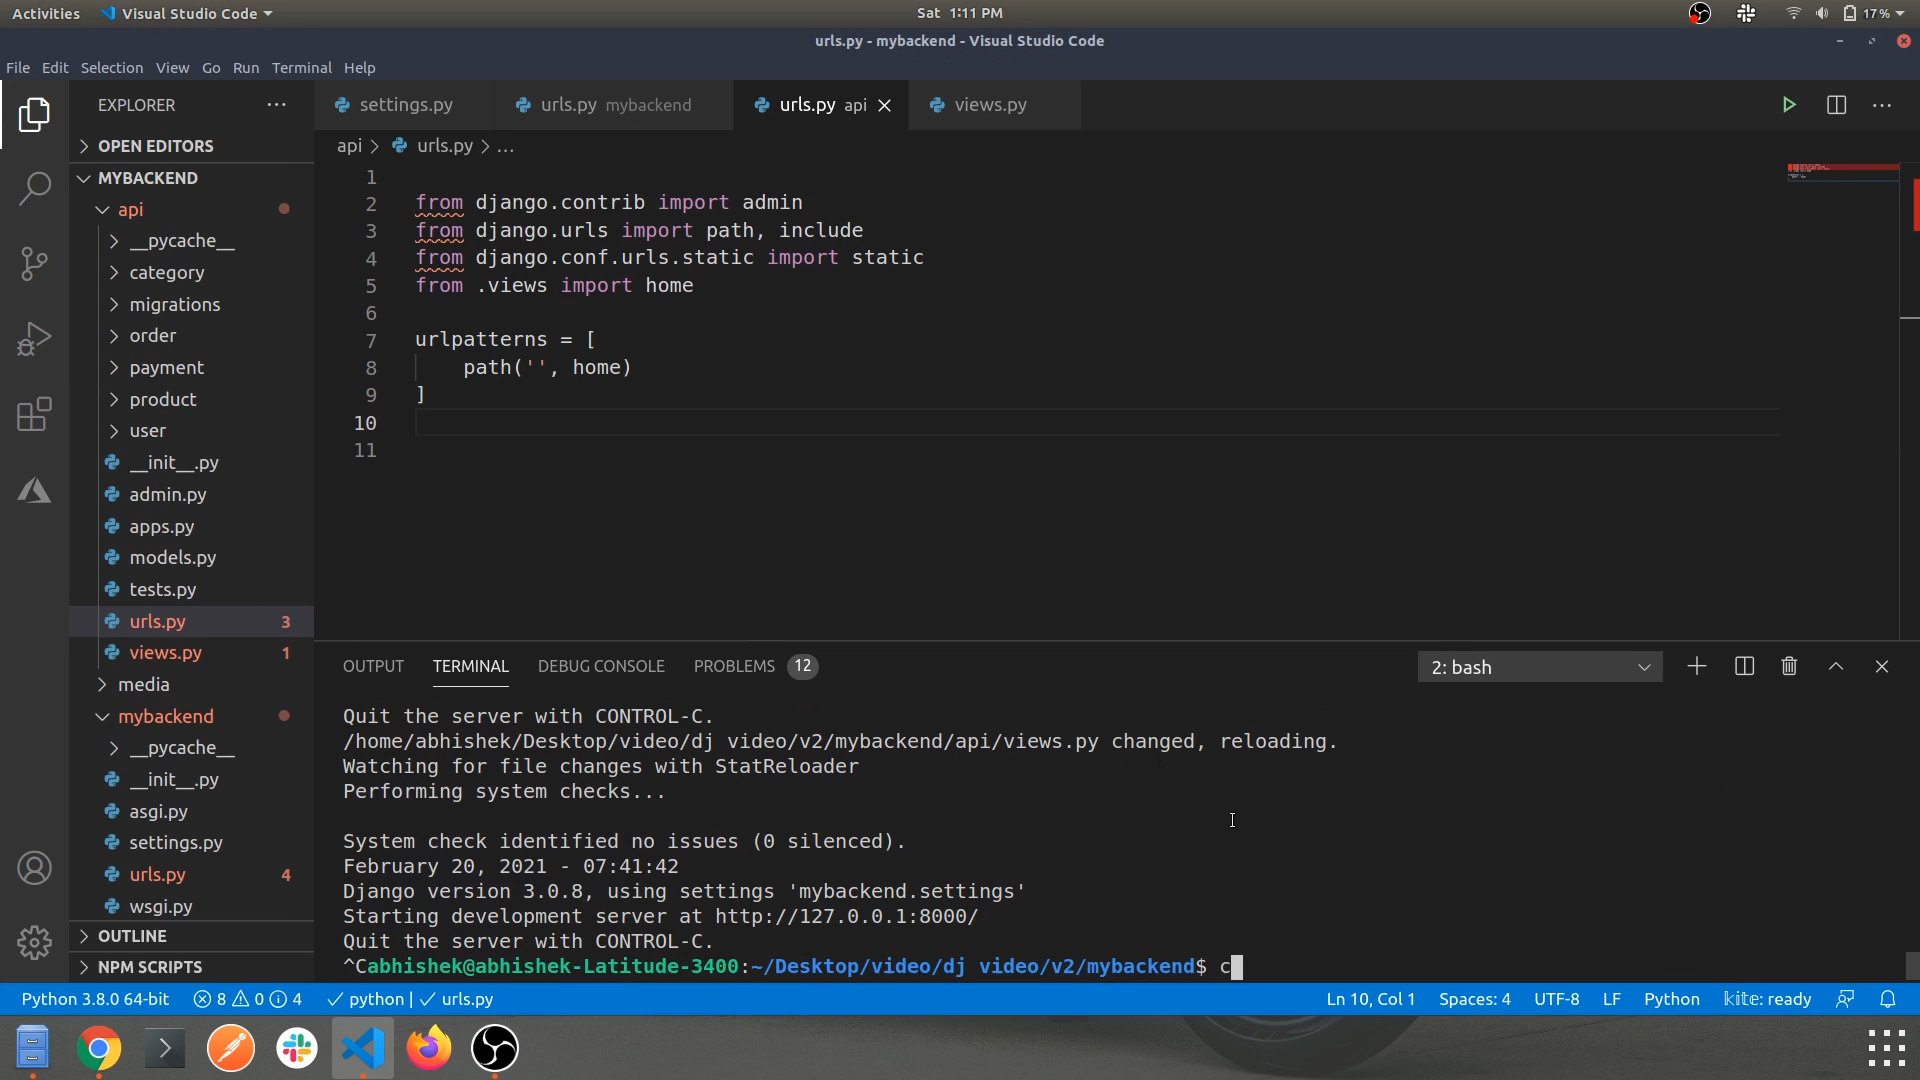 Activities Visual Studio Code Sat 1:11 PM 17%
urls.py - mybackend - Visual Studio Code
File Edit Selection View Go Run Terminal Help
EXPLORER ···
settings.py urls.py mybackend urls.py api views.py
OPEN EDITORS
api > urls.py > ...
MYBACKEND
api
__pycache__
category
migrations
order
payment
product
user
__init__.py
admin.py
apps.py
models.py
tests.py
urls.py 3
views.py 1
media
mybackend
__pycache__
__init__.py
asgi.py
settings.py
urls.py 4
wsgi.py
OUTLINE
NPM SCRIPTS
1
2 from django.contrib import admin
3 from django.urls import path, include
4 from django.conf.urls.static import static
5 from .views import home
6
7 urlpatterns = [
8 path('', home)
9 ]
10
11
OUTPUT TERMINAL DEBUG CONSOLE PROBLEMS 12 2: bash
Quit the server with CONTROL-C.
/home/abhishek/Desktop/video/dj video/v2/mybackend/api/views.py changed, reloading.
Watching for file changes with StatReloader
Performing system checks...
System check identified no issues (0 silenced).
February 20, 2021 - 07:41:42
Django version 3.0.8, using settings 'mybackend.settings'
Starting development server at http://127.0.0.1:8000/
Quit the server with CONTROL-C.
^Cabhishek@abhishek-Latitude-3400:~/Desktop/video/dj video/v2/mybackend$ c
Python 3.8.0 64-bit 8 0 4 python | urls.py Ln 10, Col 1 Spaces: 4 UTF-8 LF Python kite: ready